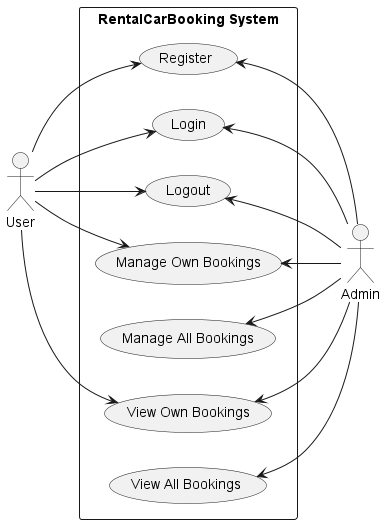 RentalCarBooking System
Register
Login
Logout
User
Manage Own Bookings
Admin
Manage All Bookings
View Own Bookings
View All Bookings